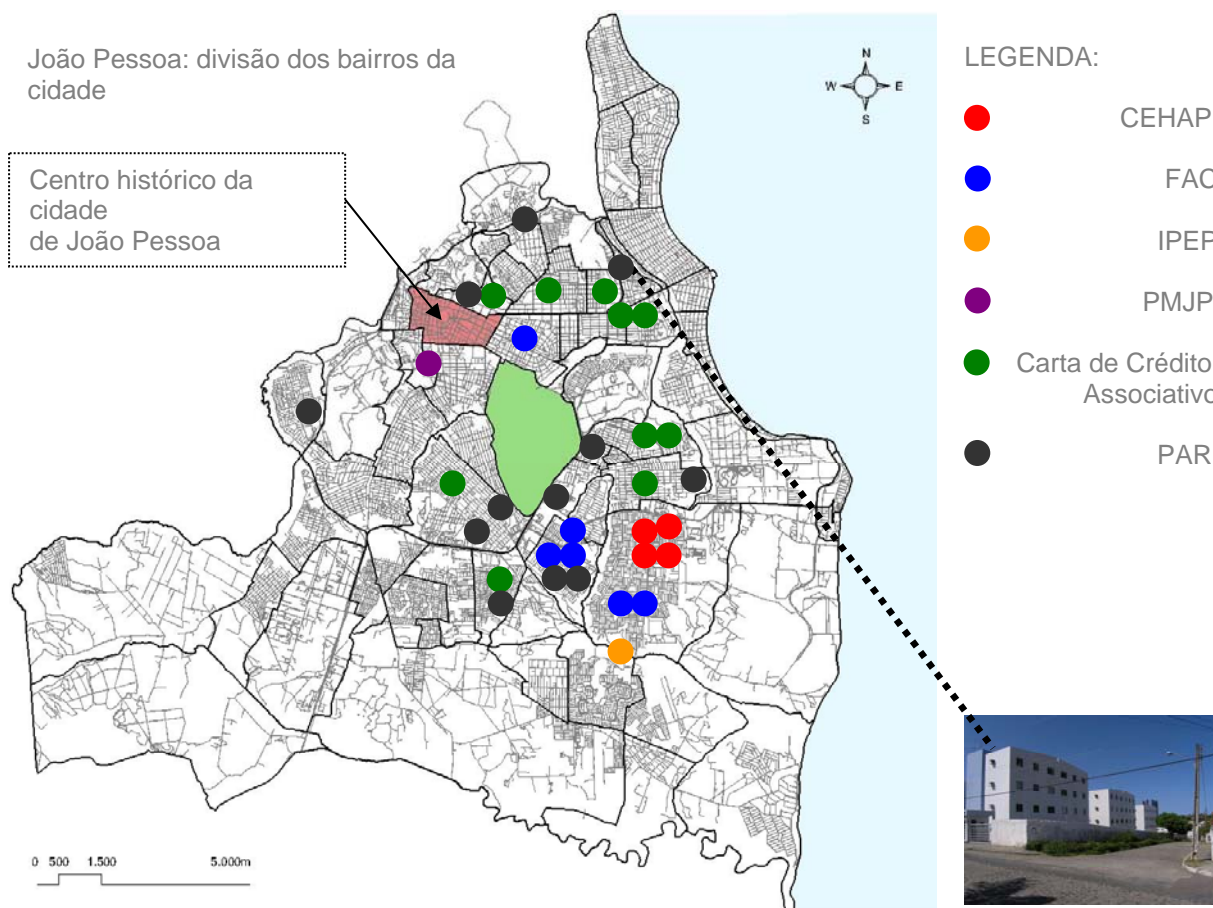 João Pessoa: divisão dos bairros da
cidade
Centro histórico da
cidade
de João Pessoa
N
W
E
S
LEGENDA:
CEHAP
FAC
IPEP
PMJP
Carta de Crédito
Associativo
PAR
0 500 1.500 5.000m